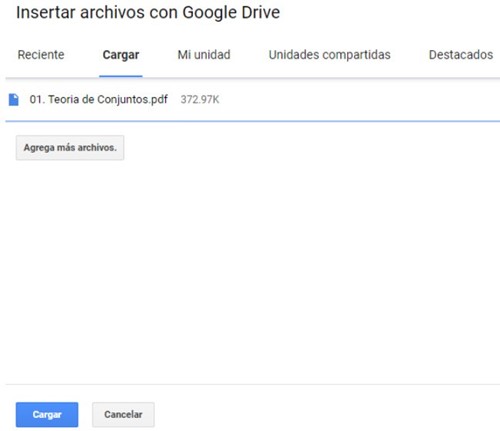 Insertar archivos con Google Drive
Reciente Cargar Mi unidad Unidades compartidas Destacados
01. Teoria de Conjuntos.pdf 372.97K
Agrega más archivos.
Cargar Cancelar